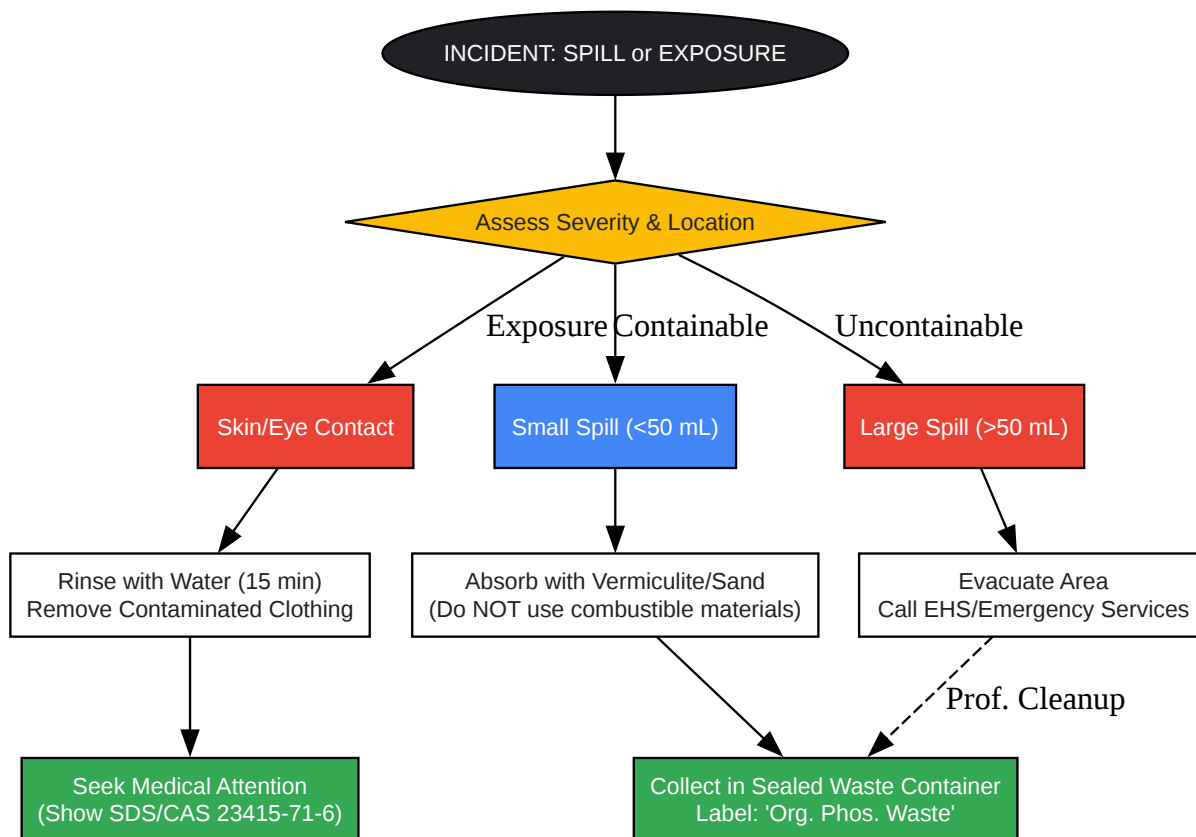 INCIDENT: SPILL or EXPOSURE
Assess Severity & Location
Exposure
Containable
Uncontainable
Skin/Eye Contact
Small Spill (<50 mL)
Large Spill (>50 mL)
Rinse with Water (15 min)
Remove Contaminated Clothing
Absorb with Vermiculite/Sand
(Do NOT use combustible materials)
Evacuate Area
Call EHS/Emergency Services
Prof. Cleanup
Seek Medical Attention
(Show SDS/CAS 23415-71-6)
Collect in Sealed Waste Container
Label: 'Org. Phos. Waste'